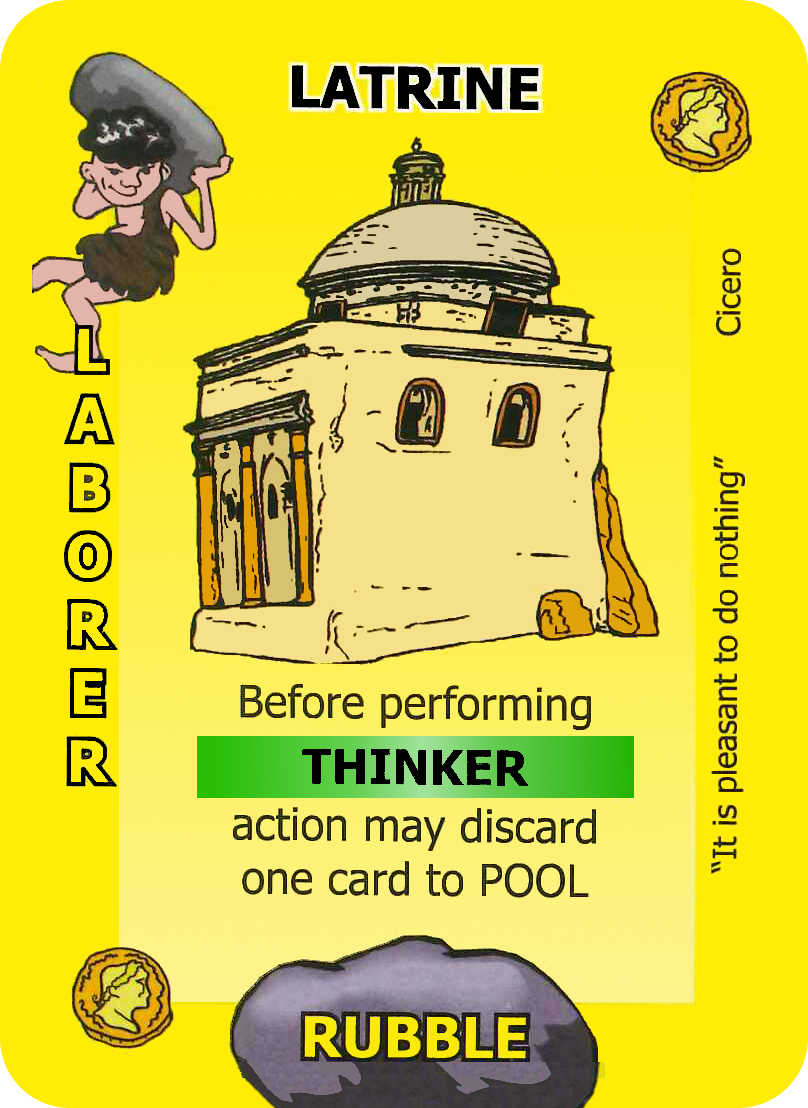 LATRINE
LABORER
Before performing
THINKER
action may discard
one card to POOL
"It is pleasant to do nothing" Cicero
RUBBLE